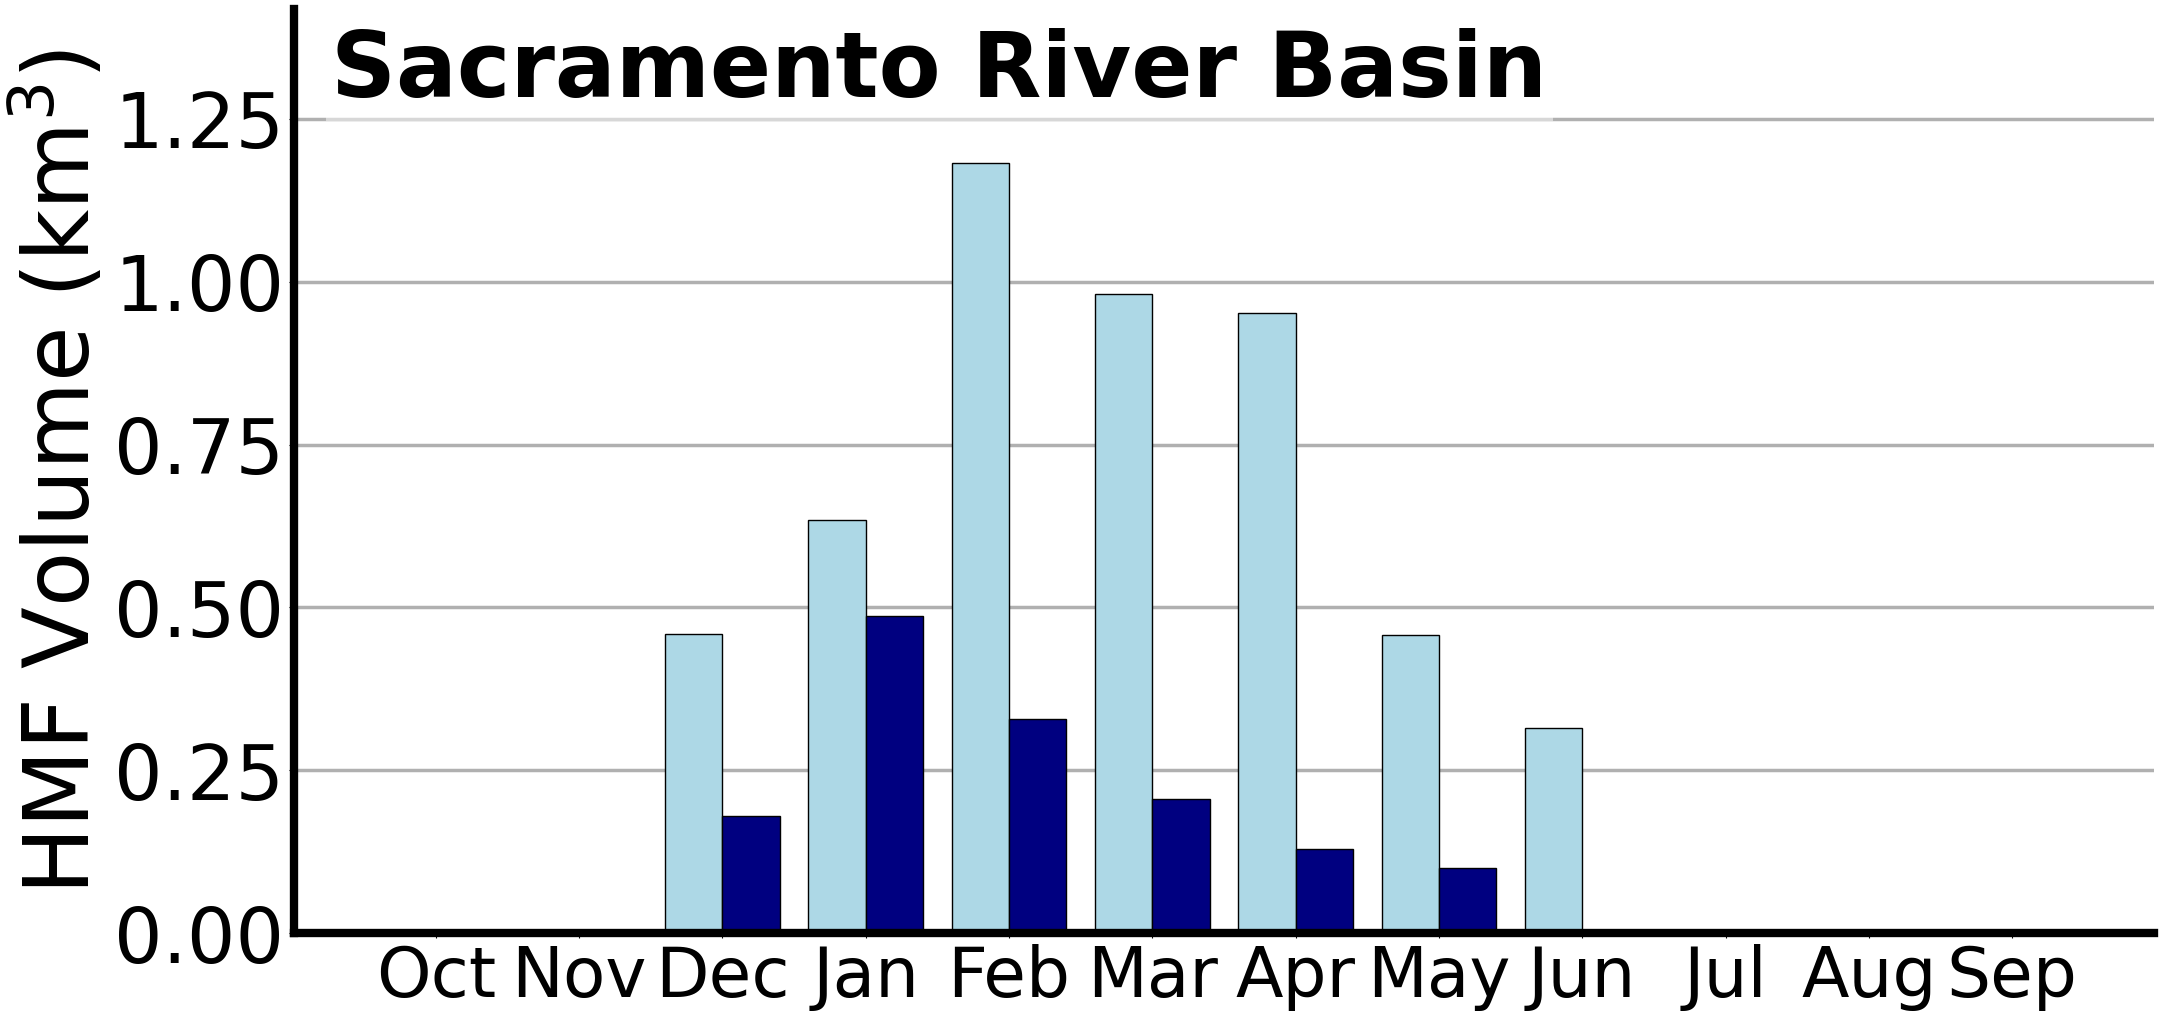 Sacramento River Basin
HMF Volume (km³)
1.25
1.00
0.75
0.50
0.25
0.00
Oct Nov Dec Jan Feb Mar Apr May Jun Jul Aug Sep